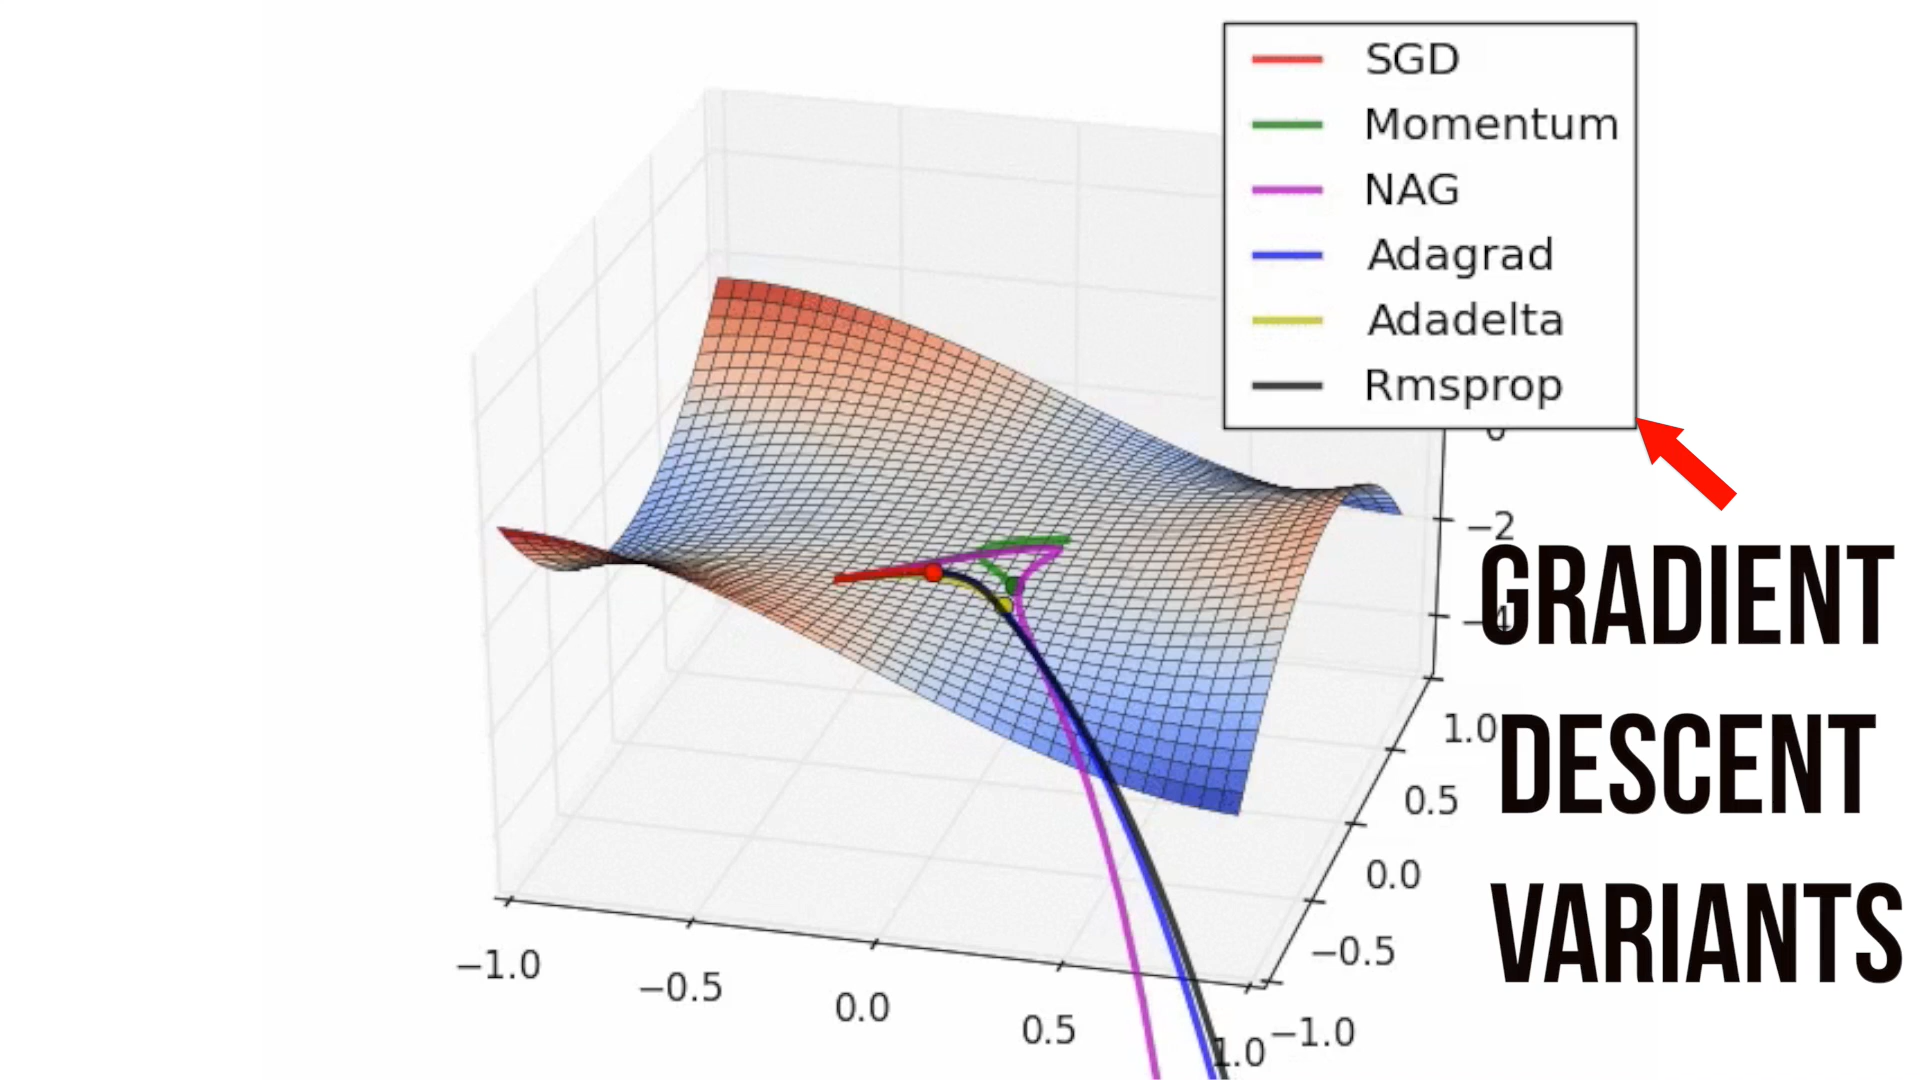 SGD
Momentum
NAG
Adagrad
Adadelta
Rmsprop
−2
GRADIENT
DESCENT
VARIANTS
1.0
0.5
0.0
−0.5
−1.0
−1.0
−0.5
0.0
0.5
1.0